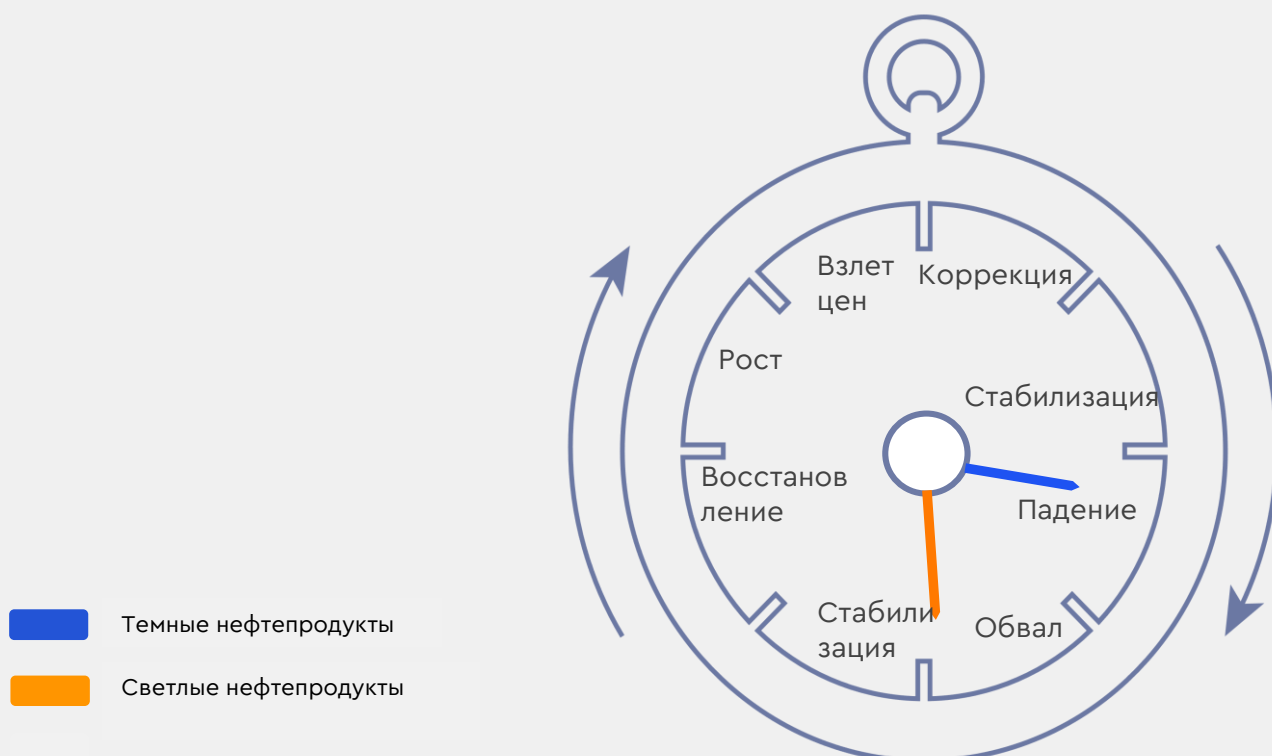 Взлет
цен
Коррекция
Рост
Стабилизация
Восстанов
ление
Падение
Стабили
зация
Обвал
Темные нефтепродукты
Светлые нефтепродукты